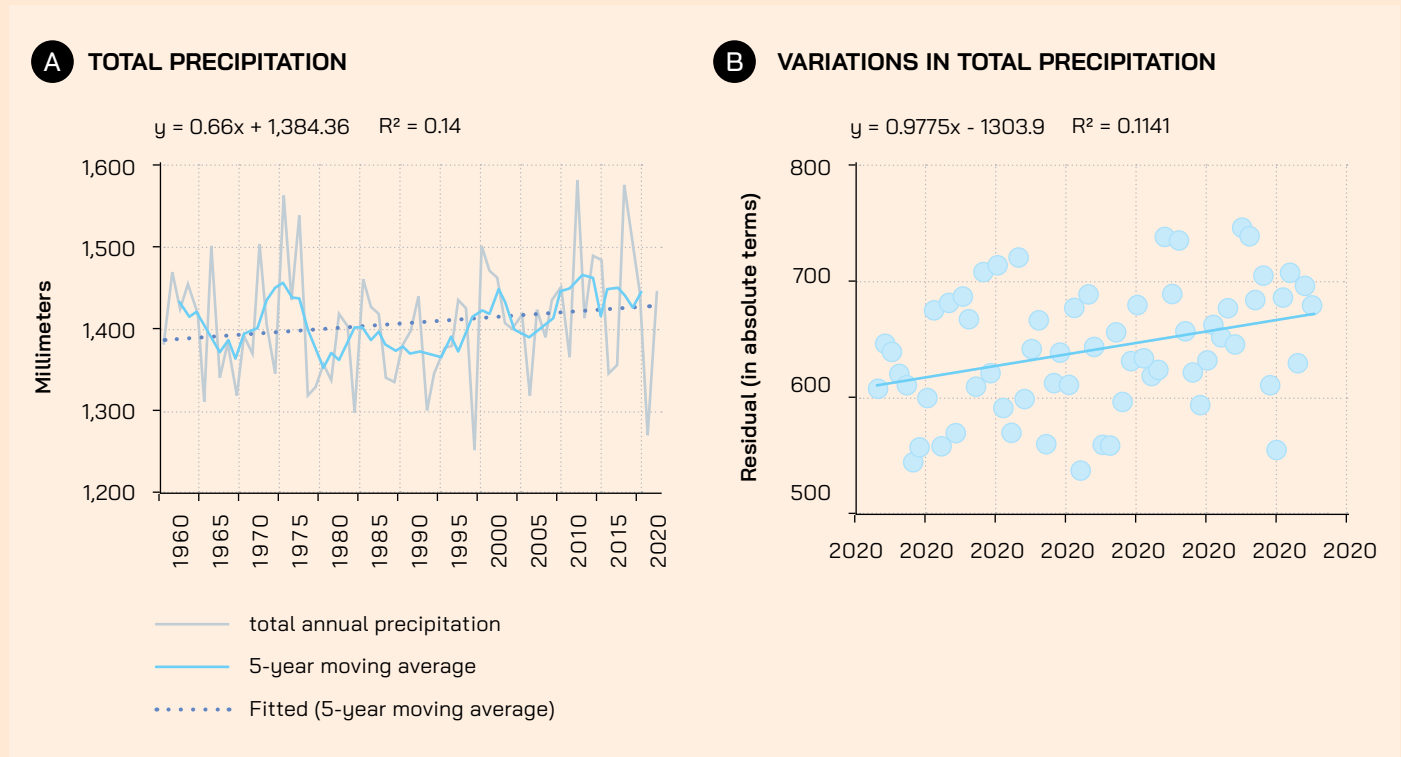 A TOTAL PRECIPITATION
y = 0.66x + 1,384.36 R² = 0.14
Millimeters
1,600
1,500
1,400
1,300
1,200
1960 1965 1970 1975 1980 1985 1990 1995 2000 2005 2010 2015 2020
total annual precipitation
5-year moving average
Fitted (5-year moving average)
B VARIATIONS IN TOTAL PRECIPITATION
y = 0.9775x - 1303.9 R² = 0.1141
Residual (in absolute terms)
800
700
600
500
2020 2020 2020 2020 2020 2020 2020 2020